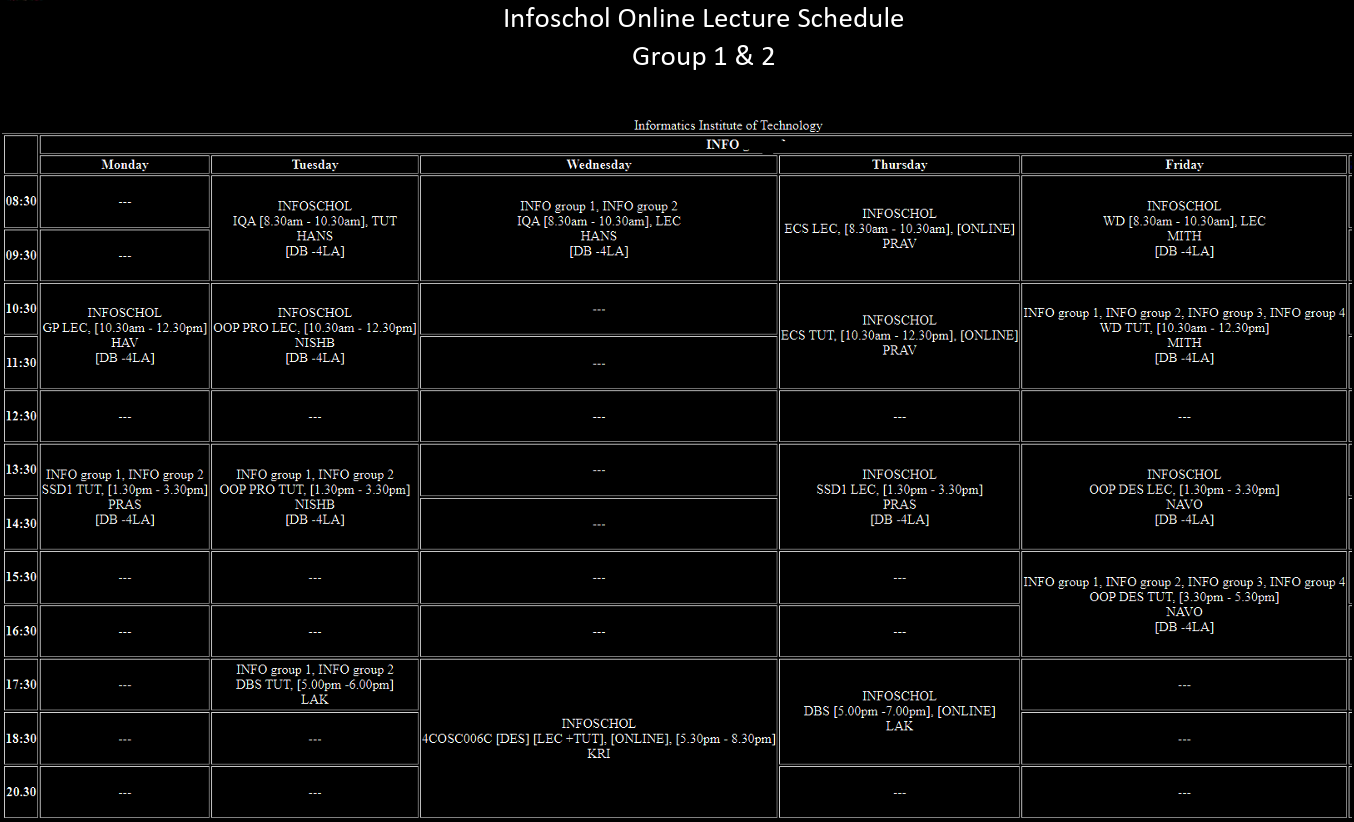 Infoschol Online Lecture Schedule
Group 1 & 2
Informatics Institute of Technology
INFO
Monday
Tuesday
Wednesday
Thursday
Friday
08:30
---
INFOSCHOL
IQA [8.30am - 10.30am], TUT
HANS
[DB -4LA]
INFO group 1, INFO group 2
IQA [8.30am - 10.30am], LEC
HANS
[DB -4LA]
INFOSCHOL
ECS LEC, [8.30am - 10.30am], [ONLINE]
PRAV
INFOSCHOL
WD [8.30am - 10.30am], LEC
MITH
[DB -4LA]
09:30
---
10:30
INFOSCHOL
GP LEC, [10.30am - 12.30pm]
HAV
[DB -4LA]
INFOSCHOL
OOP PRO LEC, [10.30am - 12.30pm]
NISHB
[DB -4LA]
---
INFOSCHOL
ECS TUT, [10.30am - 12.30pm], [ONLINE]
PRAV
INFO group 1, INFO group 2, INFO group 3, INFO group 4
WD TUT, [10.30am - 12.30pm]
MITH
[DB -4LA]
11:30
---
12:30
---
---
---
---
---
13:30
INFO group 1, INFO group 2
SSD1 TUT, [1.30pm - 3.30pm]
PRAS
[DB -4LA]
INFO group 1, INFO group 2
OOP PRO TUT, [1.30pm - 3.30pm]
NISHB
[DB -4LA]
---
INFOSCHOL
SSD1 LEC, [1.30pm - 3.30pm]
PRAS
[DB -4LA]
INFOSCHOL
OOP DES LEC, [1.30pm - 3.30pm]
NAVO
[DB -4LA]
14:30
---
15:30
---
---
---
---
INFO group 1, INFO group 2, INFO group 3, INFO group 4
OOP DES TUT, [3.30pm - 5.30pm]
NAVO
[DB -4LA]
16:30
---
---
---
---
17:30
---
INFO group 1, INFO group 2
DBS TUT, [5.00pm -6.00pm]
LAK
INFOSCHOL
4COSC006C [DES] [LEC +TUT], [ONLINE], [5.30pm - 8.30pm]
KRI
INFOSCHOL
DBS [5.00pm -7.00pm], [ONLINE]
LAK
---
18:30
---
---
---
20.30
---
---
---
---